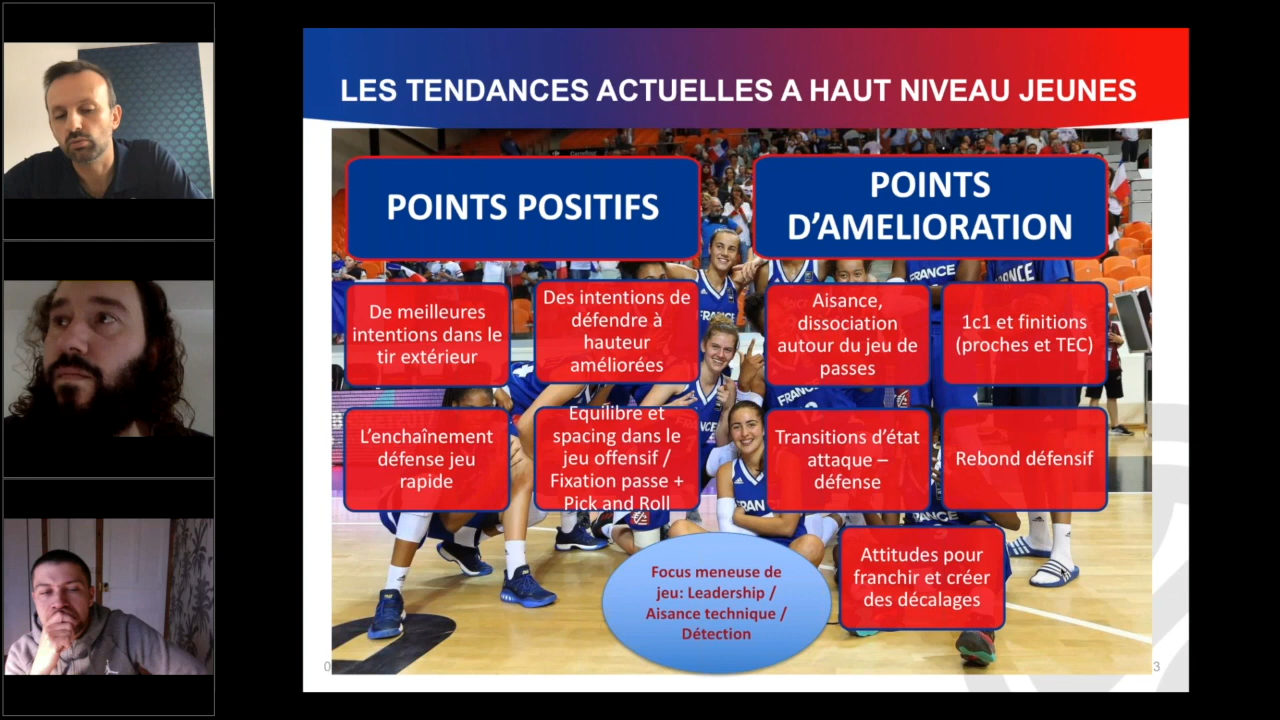 LES TENDANCES ACTUELLES A HAUT NIVEAU JEUNES
POINTS POSITIFS
POINTS
D'AMELIORATION
De meilleures
intentions dans le
tir extérieur
Des intentions de
défendre à
hauteur
améliorées
Aisance,
dissociation
autour du jeu de
passes
1c1 et finitions
(proches et TEC)
L'enchaînement
défense jeu
rapide
Equilibre et
spacing dans le
jeu offensif /
Fixation passe +
Pick and Roll
Transitions d'état
attaque –
défense
Rebond défensif
Focus meneuse de
jeu: Leadership /
Aisance technique /
Détection
Attitudes pour
franchir et créer
des décalages
FRANCE
FRANCE
FRANCE
0
3